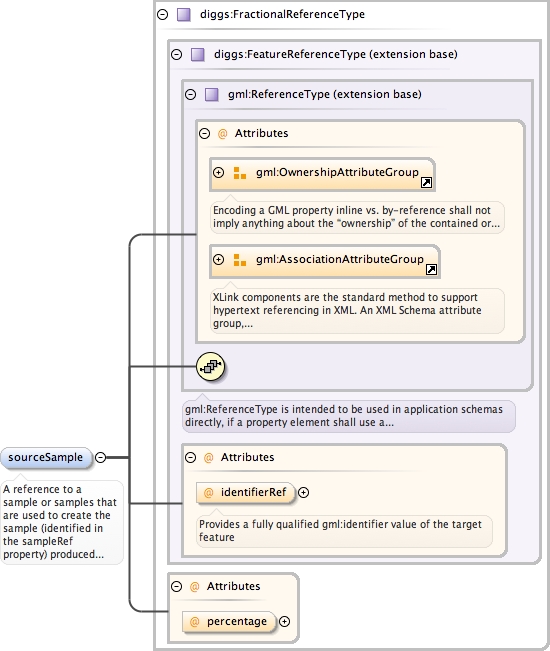 diggs:FractionalReferenceType
diggs:FeatureReferenceType (extension base)
gml:ReferenceType (extension base)
@ Attributes
gml:OwnershipAttributeGroup
Encoding a GML property inline vs. by-reference shall not
imply anything about the “ownership” of the contained or...
gml:AssociationAttributeGroup
XLink components are the standard method to support
hypertext referencing in XML. An XML Schema attribute
group,...
gml:ReferenceType is intended to be used in application schemas
directly, if a property element shall use a...
sourceSample
A reference to a
sample or samples that
are used to create the
sample (identified in
the sampleRef
property) produced...
@ Attributes
@ identifierRef
Provides a fully qualified gml:identifier value of the target
feature
@ Attributes
@ percentage